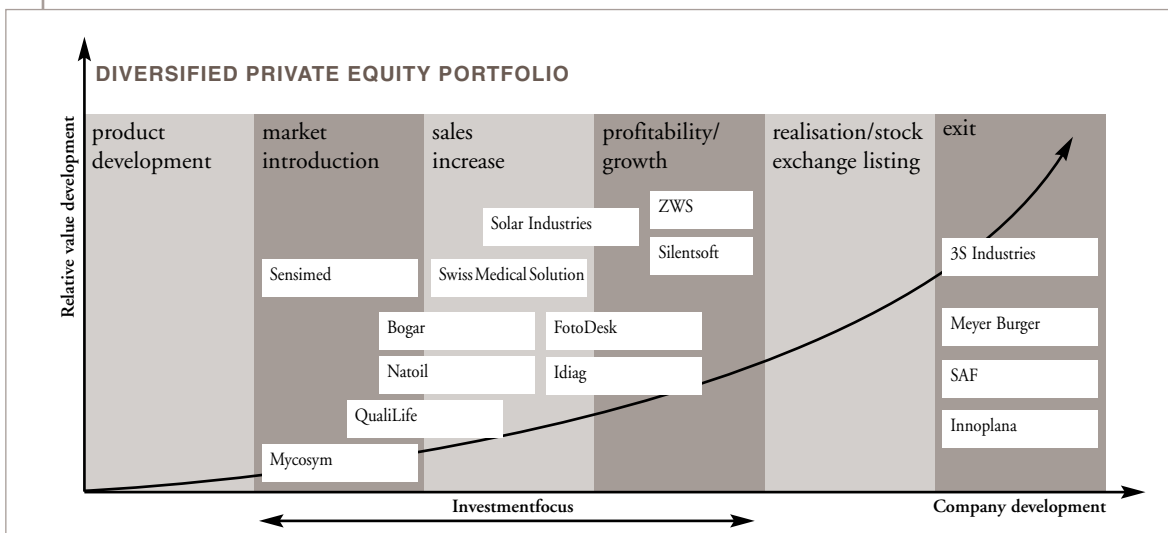 DIVERSIFIED PRIVATE EQUITY PORTFOLIO
Relative value development
product
development
market
introduction
sales
increase
profitability/
growth
realisation/stock
exchange listing
exit
ZWS
Solar Industries
Silentsoft
3S Industries
Sensimed
Swiss Medical Solution
Bogar
FotoDesk
Meyer Burger
Natoil
Idiag
SAF
QualiLife
Innoplana
Mycosym
Investmentfocus
Company development